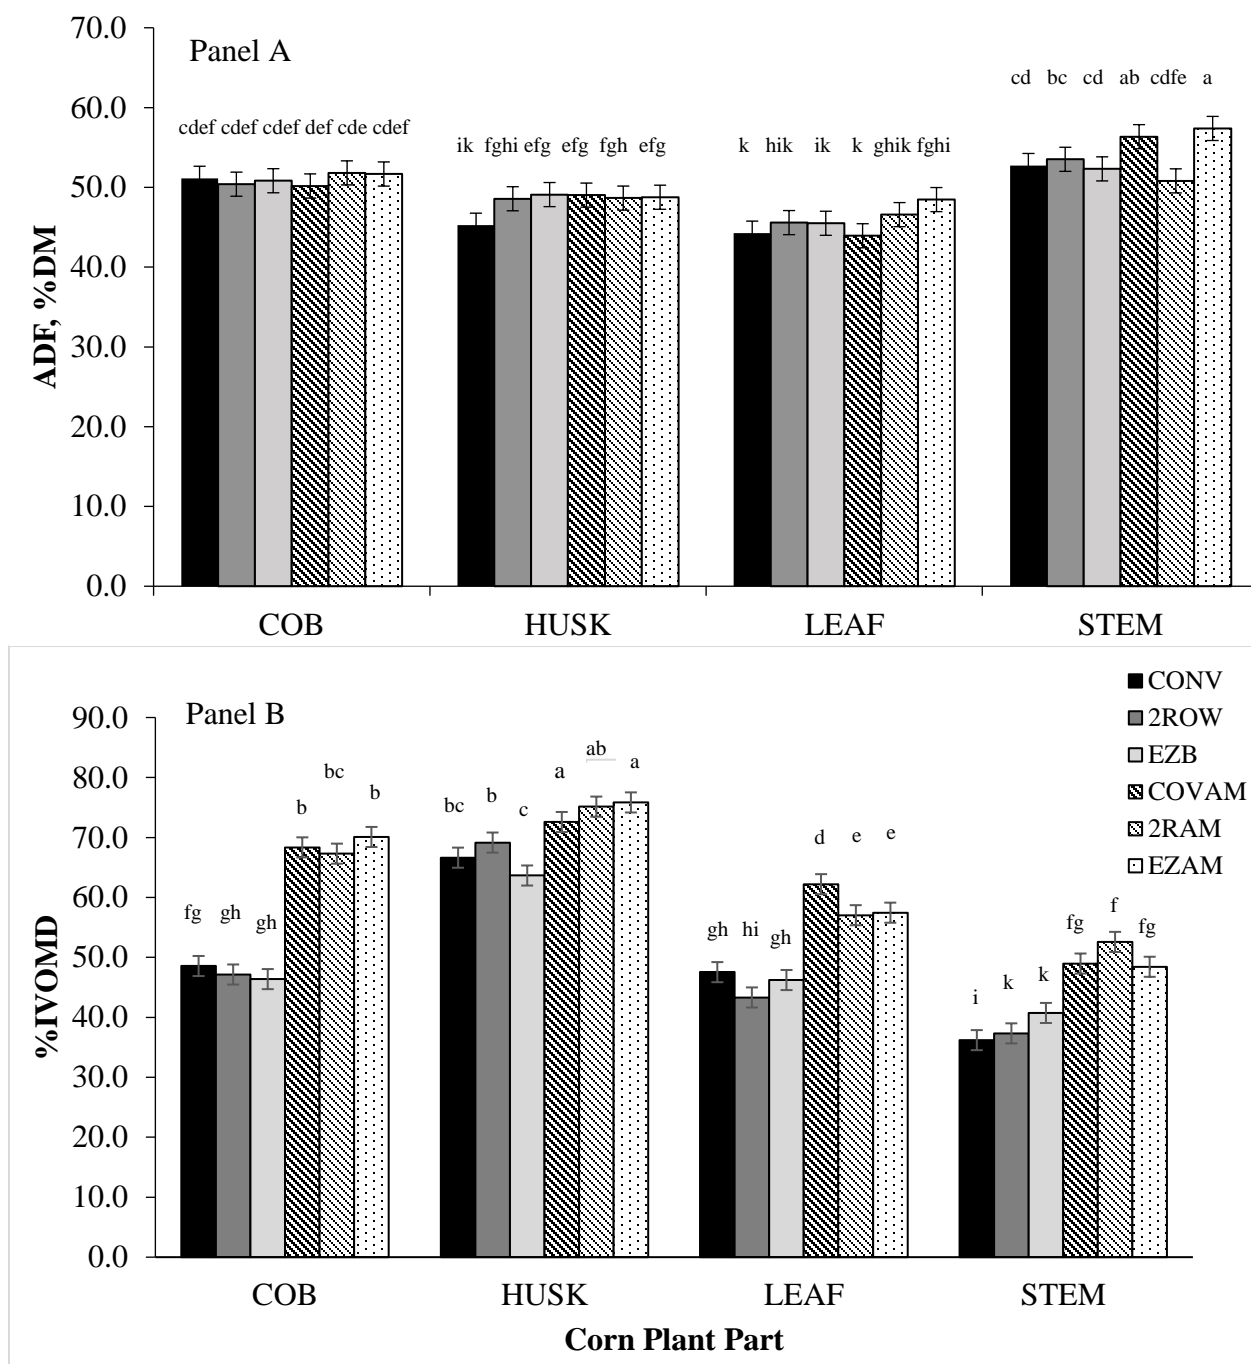 70.0
Panel A
60.0
50.0
40.0
30.0
20.0
10.0
0.0
ADF, %DM
cdef cdef cdef def cde cdef
ik fghi efg efg fgh efg
k hik ik k ghik fghi
cd bc cd ab cdfe a
COB HUSK LEAF STEM
CONV
2ROW
EZB
COVAM
2RAM
EZAM
90.0
Panel B
80.0
70.0
60.0
50.0
40.0
30.0
20.0
10.0
0.0
%IVOMD
fg gh gh b bc b
bc b c a ab a
gh hi gh d e e
i k k fg f fg
COB HUSK LEAF STEM
Corn Plant Part